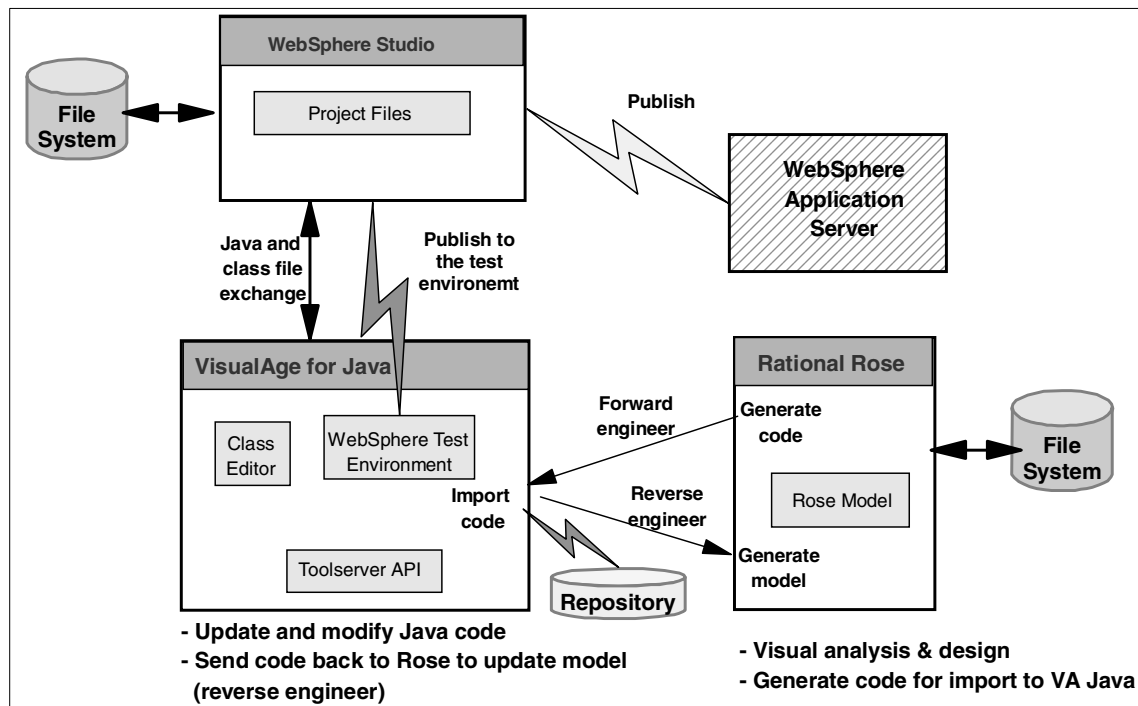 WebSphere Studio
File
System
Project Files
Publish
WebSphere
Application
Server
Java and
class file
exchange
Publish to
the test
environemt
VisualAge for Java
Class
Editor
WebSphere Test
Environment
Import
code
Toolserver API
Forward
engineer
Reverse
engineer
Repository
Rational Rose
Generate
code
Rose Model
Generate
model
File
System
- Update and modify Java code
- Send code back to Rose to update model
(reverse engineer)
- Visual analysis & design
- Generate code for import to VA Java